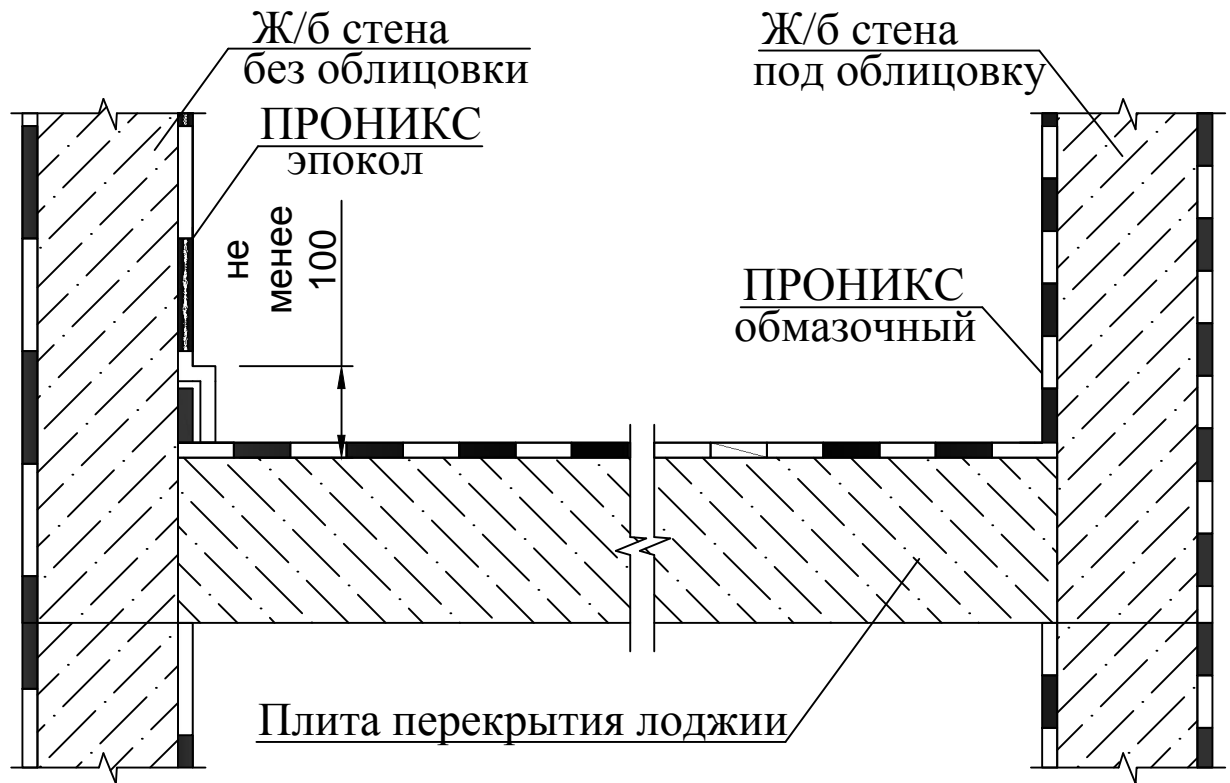 Ж/б стена
без облицовки
ПРОНИКС
эпокол
не
менее
100
Ж/б стена
под облицовку
ПРОНИКС
обмазочный
Плита перекрытия лоджии